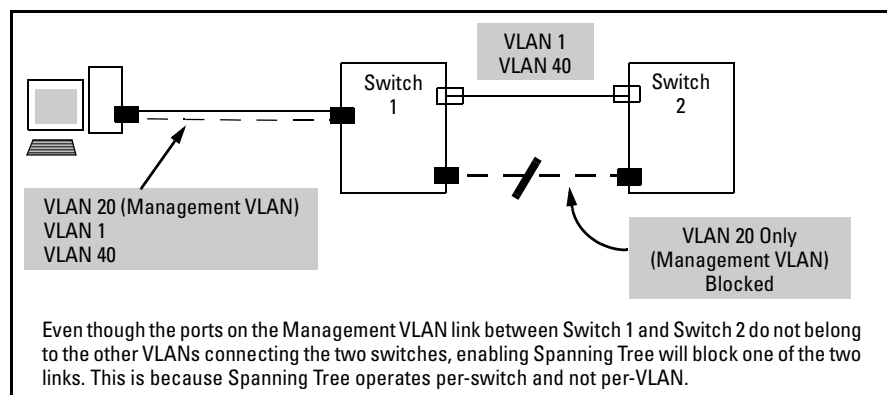 VLAN 1
VLAN 40
Switch
1
Switch
2
VLAN 20 (Management VLAN)
VLAN 1
VLAN 40
VLAN 20 Only
(Management VLAN)
Blocked
Even though the ports on the Management VLAN link between Switch 1 and Switch 2 do not belong
to the other VLANs connecting the two switches, enabling Spanning Tree will block one of the two
links. This is because Spanning Tree operates per-switch and not per-VLAN.